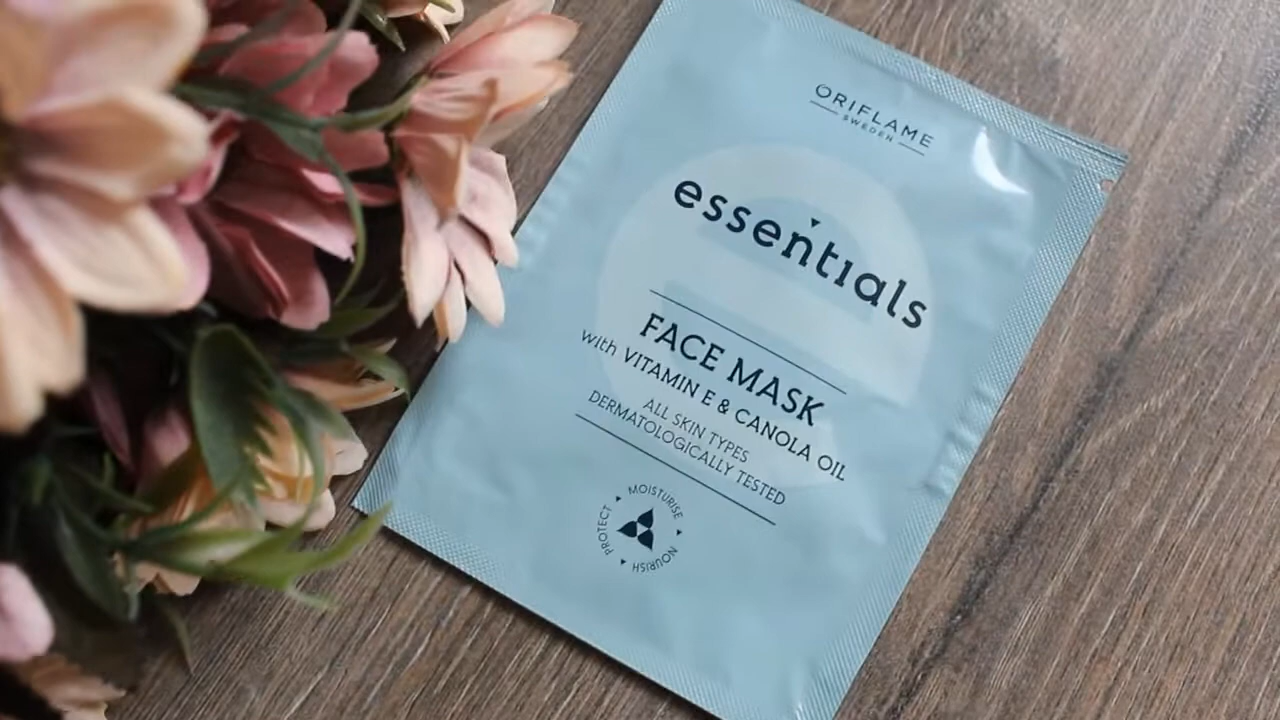 ORIFLAME
SWEDEN
essentials
FACE MASK
with VITAMIN E & CANOLA OIL
ALL SKIN TYPES
DERMATOLOGICALLY TESTED
MOISTURISE
NOURISH
PROTECT